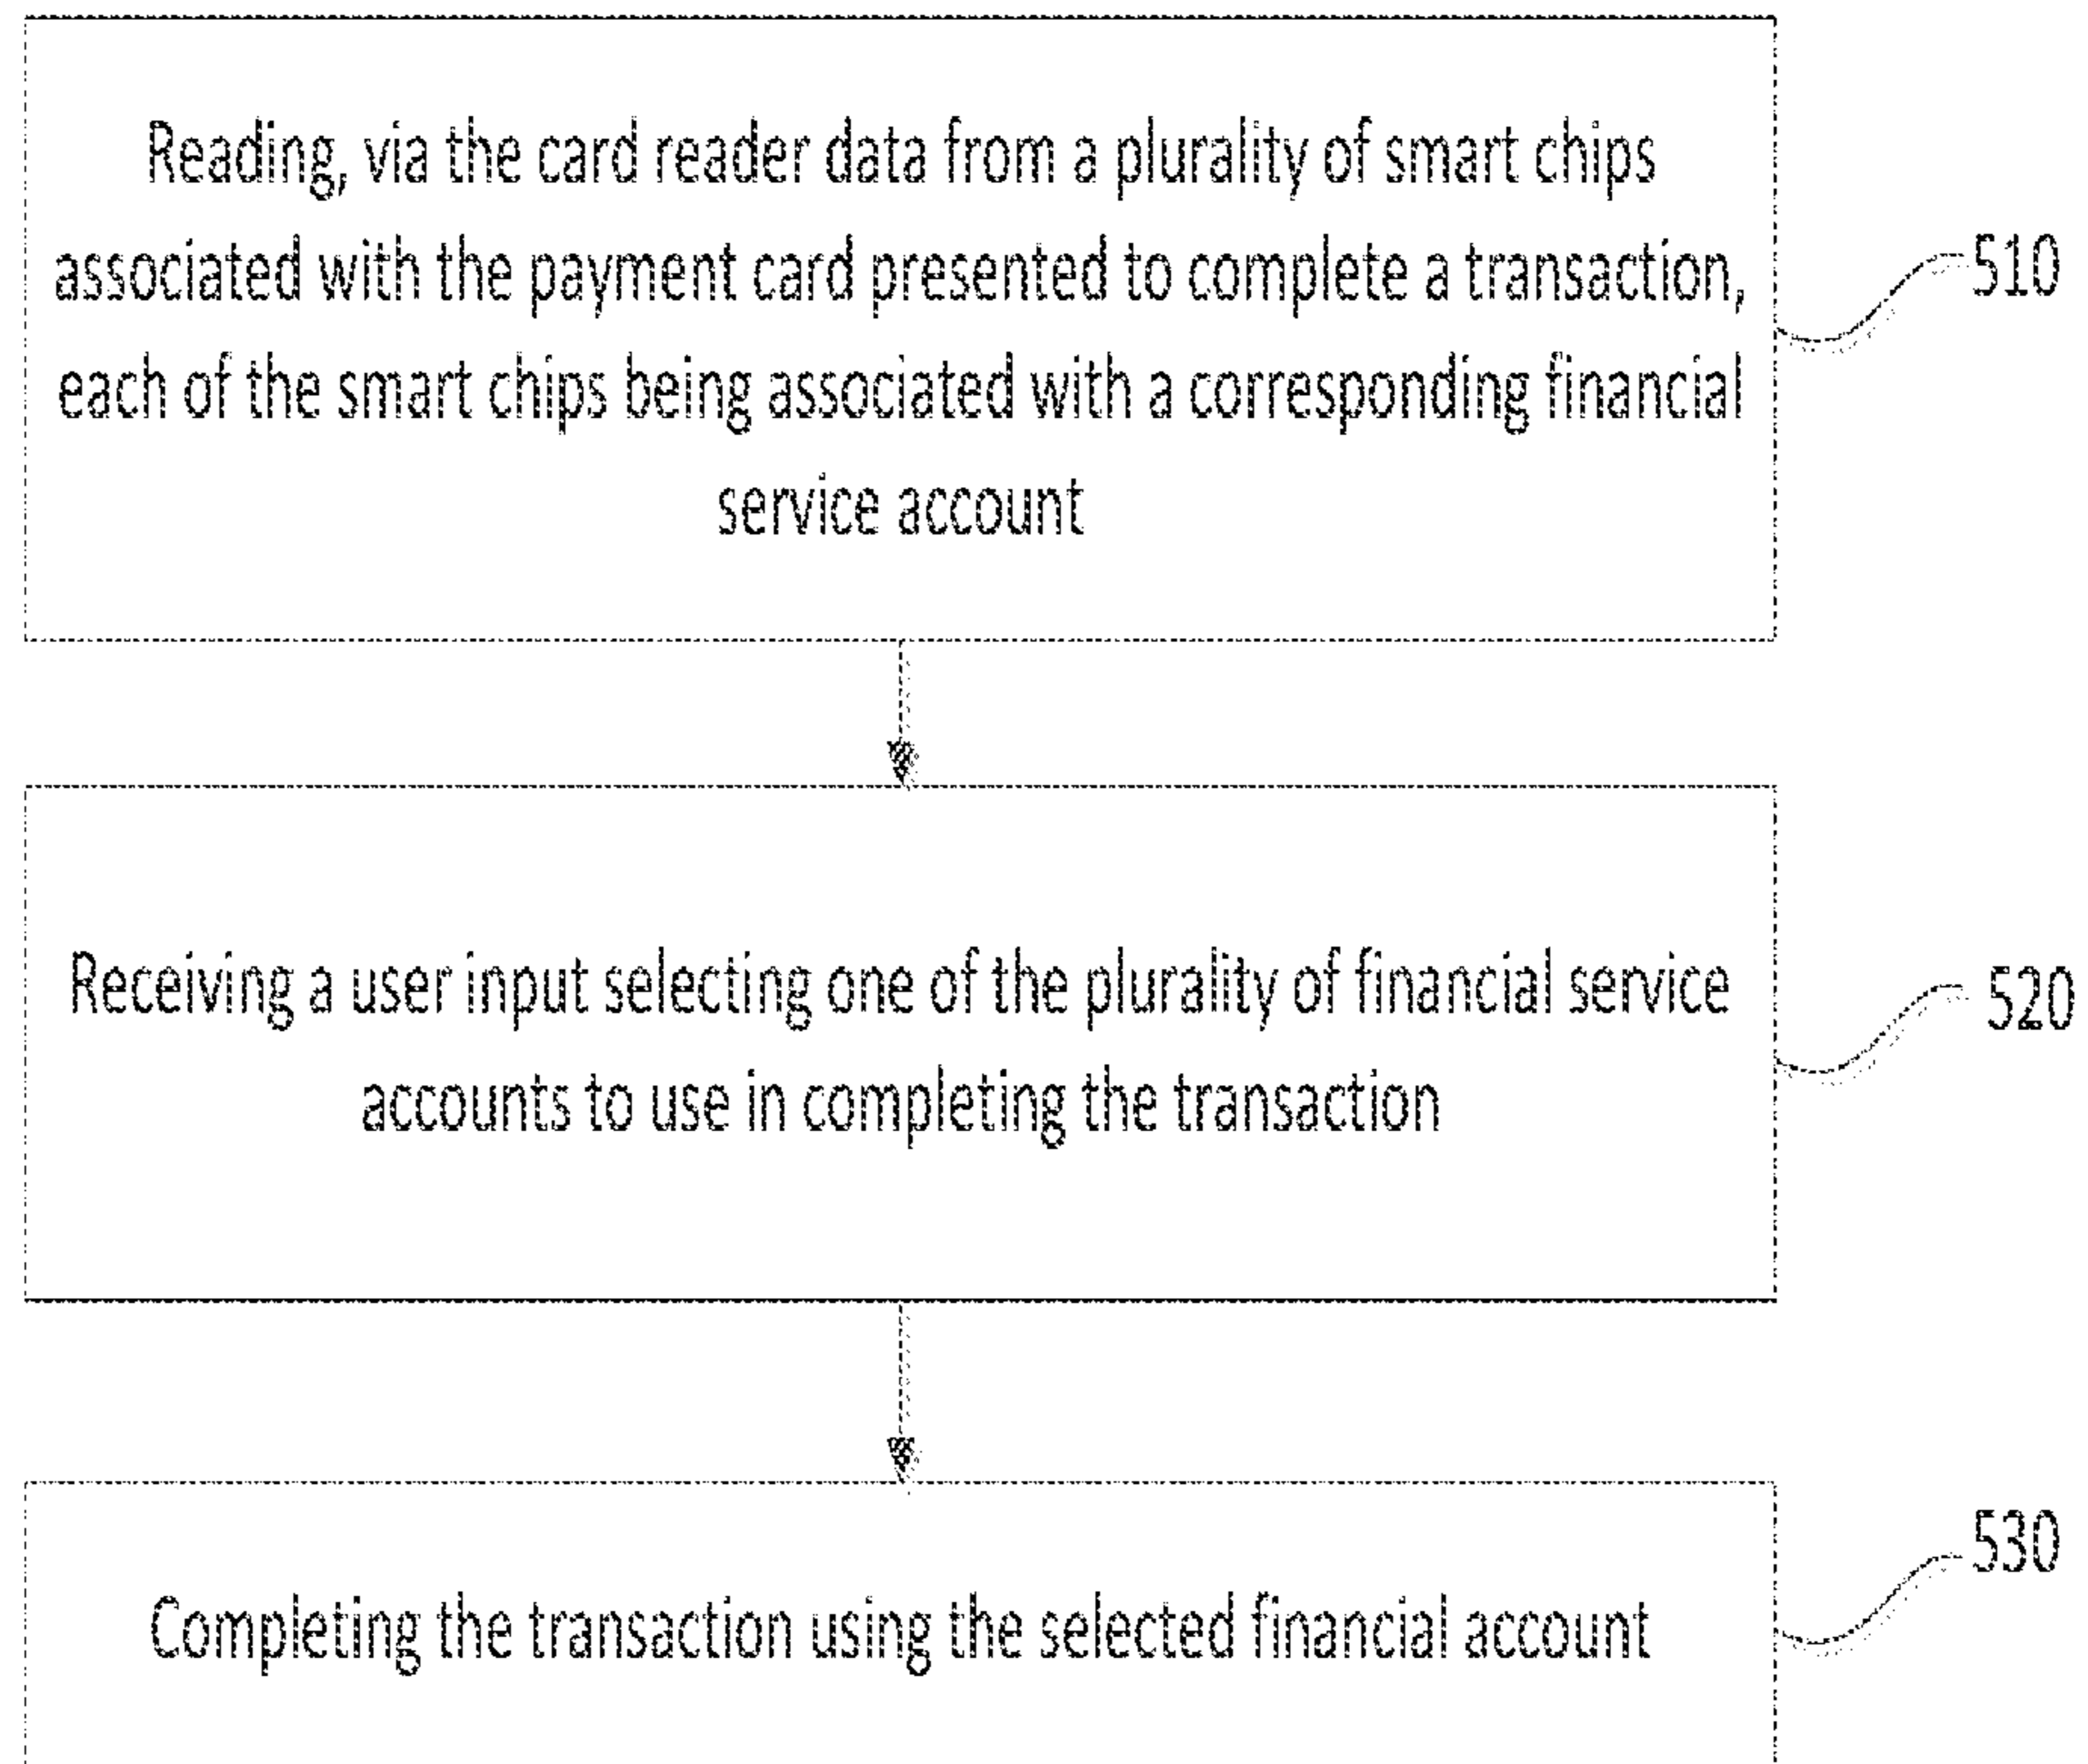 Reading, via the card reader data from a plurality of smart chips
associated with the payment card presented to complete a transaction,
each of the smart chips being associated with a corresponding financial
service account
510
Receiving a user input selecting one of the plurality of financial service
accounts to use in completing the transaction
520
Completing the transaction using the selected financial account
530